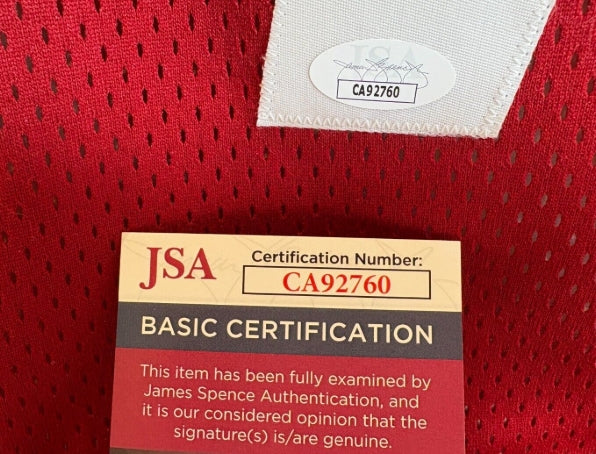 JSA
CA92760
JSA
Certification Number:
CA92760
BASIC CERTIFICATION
This item has been fully examined by
James Spence Authentication, and
it is our considered opinion that the
signature(s) is/are genuine.